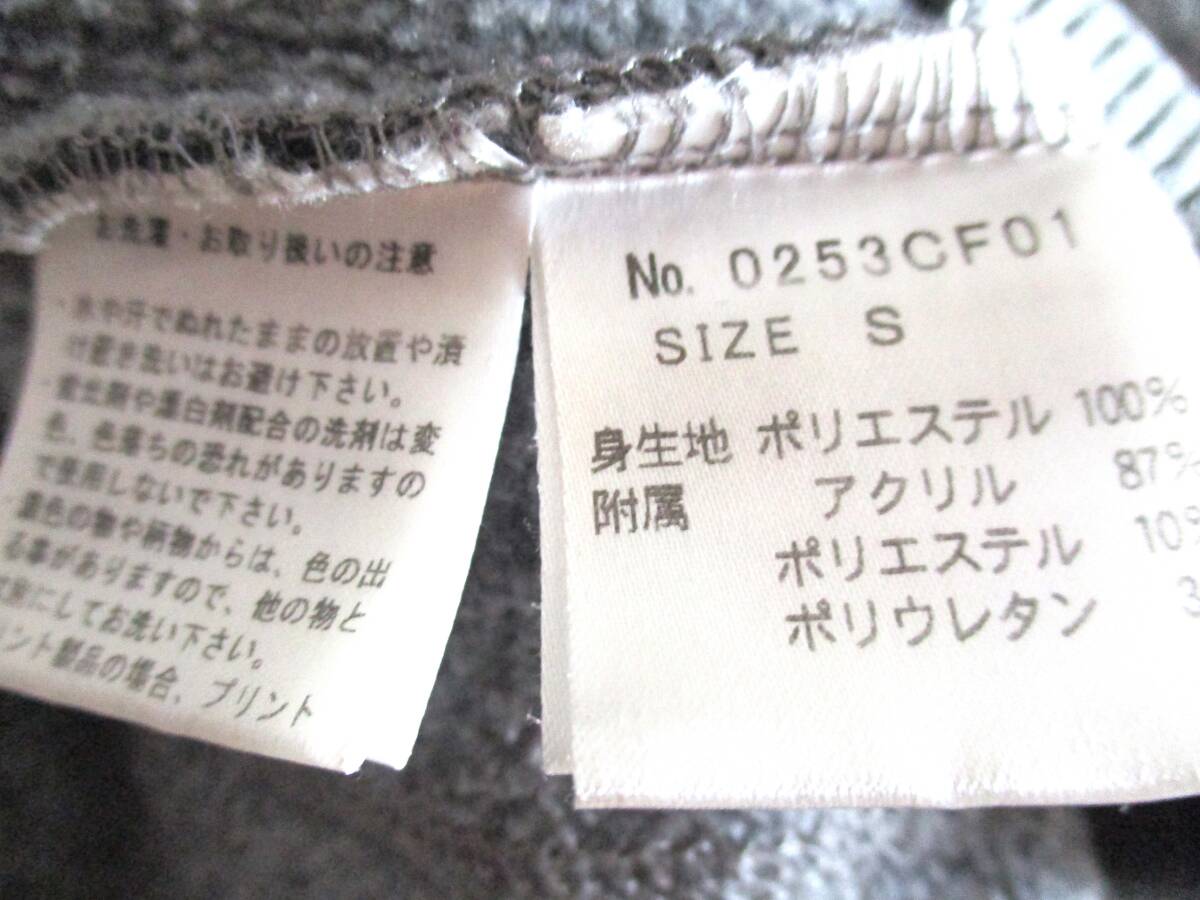 お洗濯・お取り扱いの注意
・水や汗でぬれたままの放置や漬
け置き洗いはお避け下さい。
・蛍光剤や漂白剤配合の洗剤は変
色、色落ちの恐れがありますの
で使用しないで下さい。
・濃色の物や柄物からは、色の出
る事がありますので、他の物と
別にしてお洗い下さい。
リント製品の場合、プリント
No. 0253CF01
SIZE S
身生地 ポリエステル 100%
附属 アクリル 87%
ポリエステル 10%
ポリウレタン 3